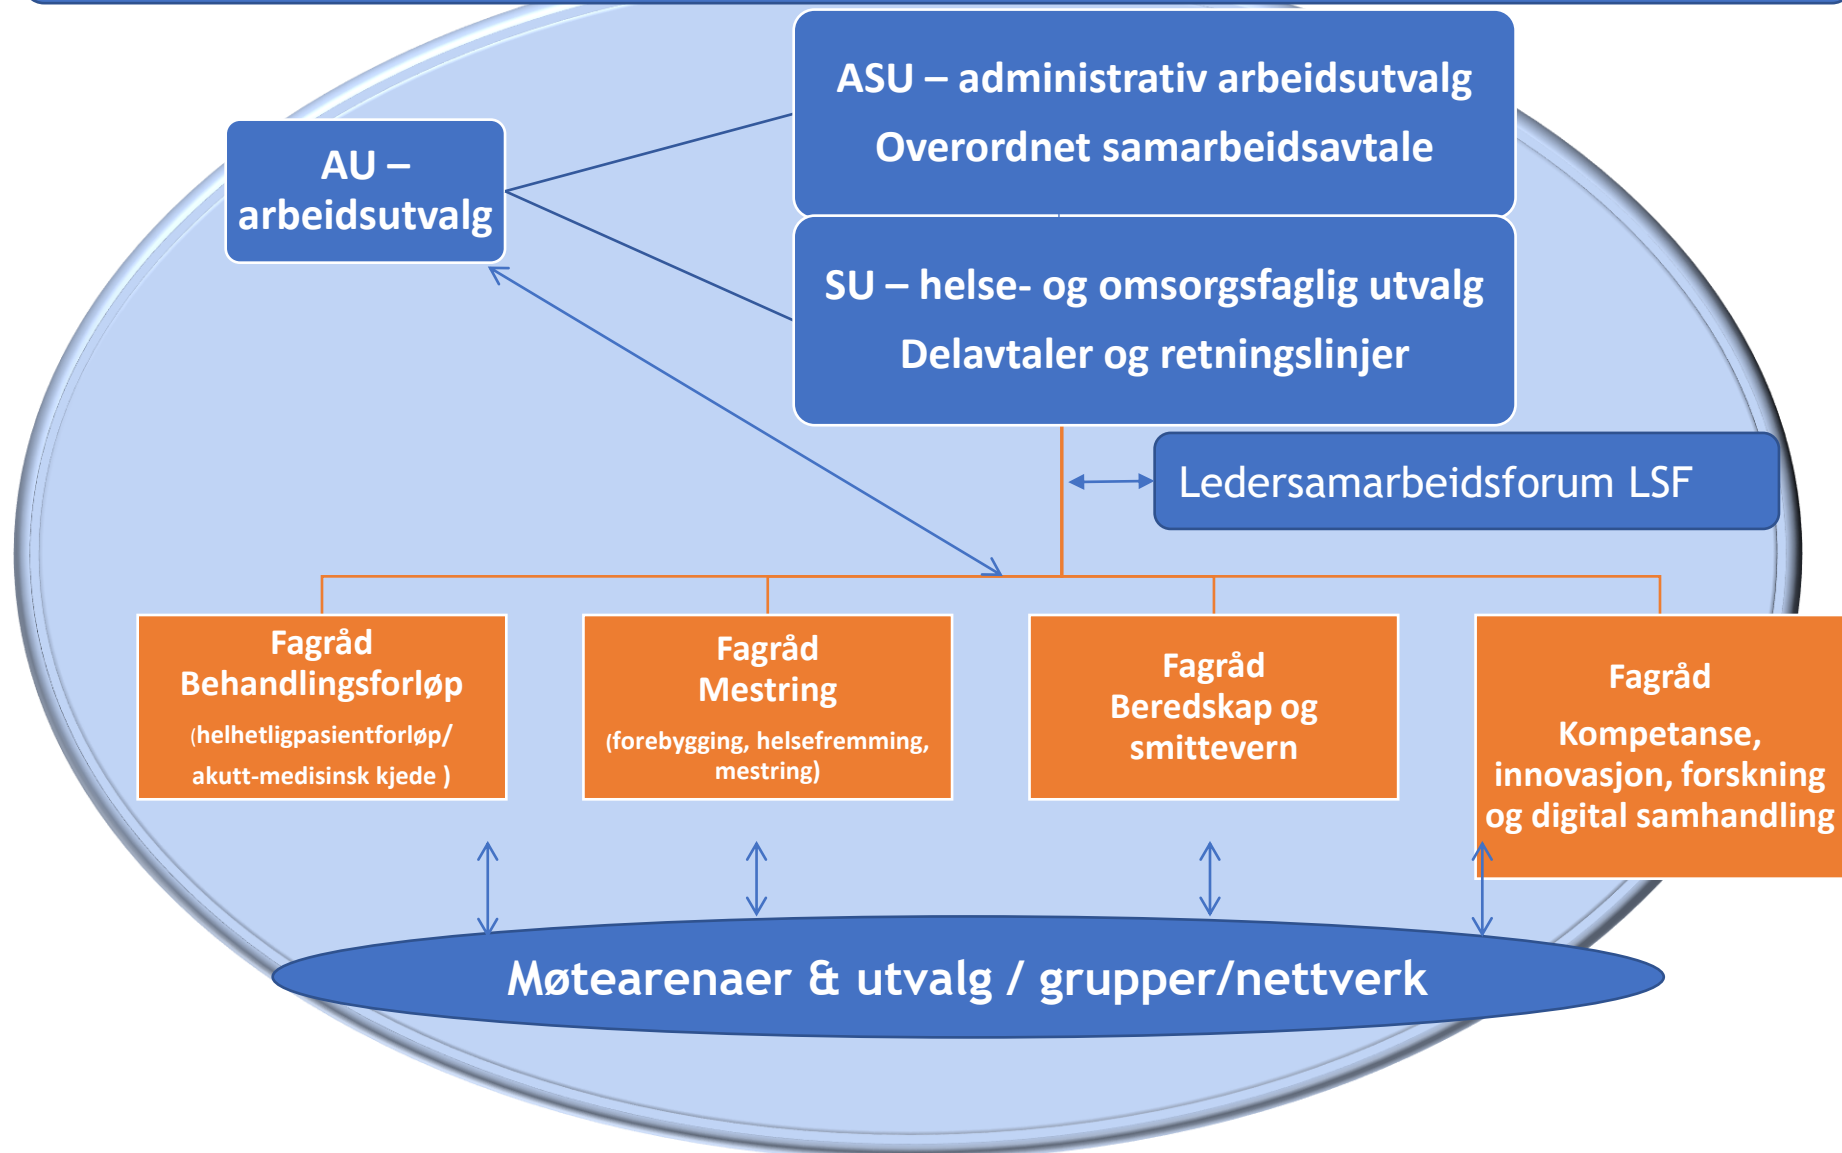 ASU – administrativ arbeidsutvalg
Overordnet samarbeidsavtale
AU –
arbeidsutvalg
SU – helse- og omsorgsfaglig utvalg
Delavtaler og retningslinjer
Ledersamarbeidsforum LSF
Fagråd
Behandlingsforløp
(helhetligpasientforløp/
akutt-medisinsk kjede )
Fagråd
Mestring
(forebygging, helsefremming,
mestring)
Fagråd
Beredskap og
smittevern
Fagråd
Kompetanse,
innovasjon, forskning
og digital samhandling
Møtearenaer & utvalg / grupper/nettverk